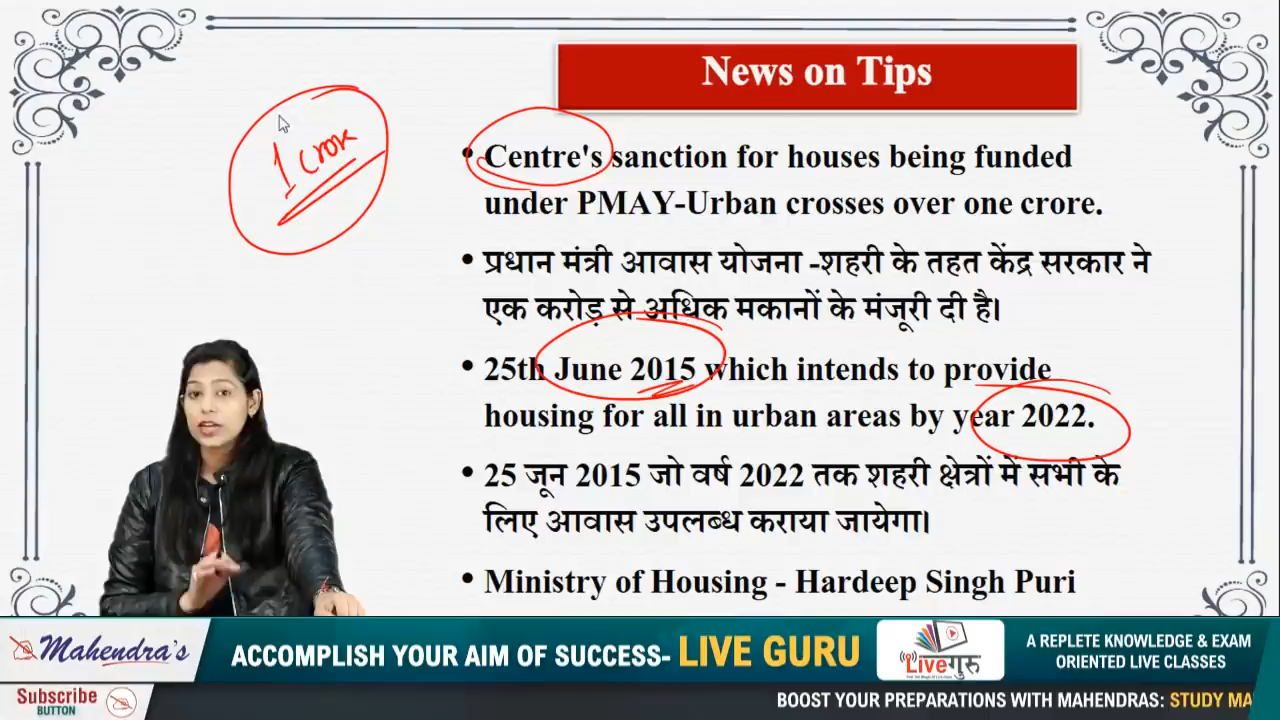 News on Tips
1 crore
• Centre's sanction for houses being funded
under PMAY-Urban crosses over one crore.
• प्रधान मंत्री आवास योजना -शहरी के तहत केंद्र सरकार ने
एक करोड़ से अधिक मकानों के मंजूरी दी है।
• 25th June 2015 which intends to provide
housing for all in urban areas by year 2022.
• 25 जून 2015 जो वर्ष 2022 तक शहरी क्षेत्रों में सभी के
लिए आवास उपलब्ध कराया जायेगा।
• Ministry of Housing - Hardeep Singh Puri
Mahendra's
ACCOMPLISH YOUR AIM OF SUCCESS- LIVE GURU
Liveगुरु
A REPLETE KNOWLEDGE & EXAM
ORIENTED LIVE CLASSES
Subscribe
BUTTON
BOOST YOUR PREPARATIONS WITH MAHENDRAS: STUDY MA